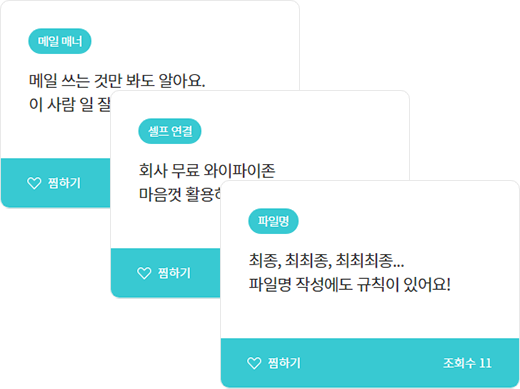 메일 매너
메일 쓰는 것만 봐도 알아요.
이 사람 일 잘
찜하기
셀프 연결
회사 무료 와이파이존
마음껏 활용하
찜하기
파일명
최종, 최최종, 최최최종...
파일명 작성에도 규칙이 있어요!
찜하기 조회수 11